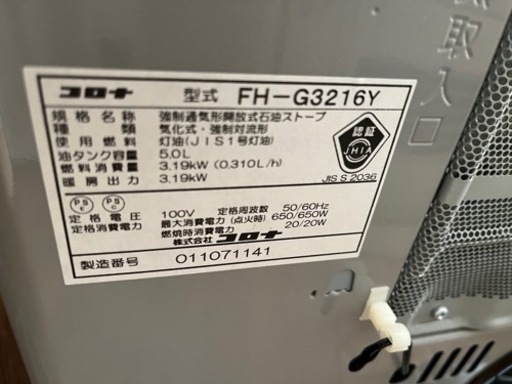 コロナ 型式 FH-G3216Y
規格名称 強制通気形開放式石油ストーブ
種類 気化式・強制対流形
使用燃料 灯油(JIS1号灯油)
油タンク容量 5.0L
燃料消費量 3.19kW (0.310L/h)
暖房出力 3.19kW
認証
JHIA
JIS S 2036
PS C PS E
定格電圧 100V 定格周波数 50/60Hz
最大消費電力(点火時) 650/650W
定格消費電力 燃焼時消費電力 20/20W
株式会社 コロナ
製造番号 011071141
取入口